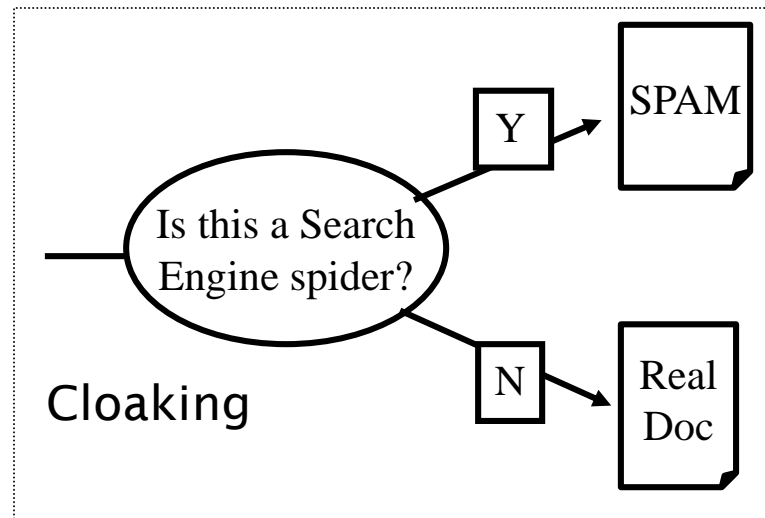 SPAM
Y
Is this a Search
Engine spider?
N
Real
Doc
Cloaking